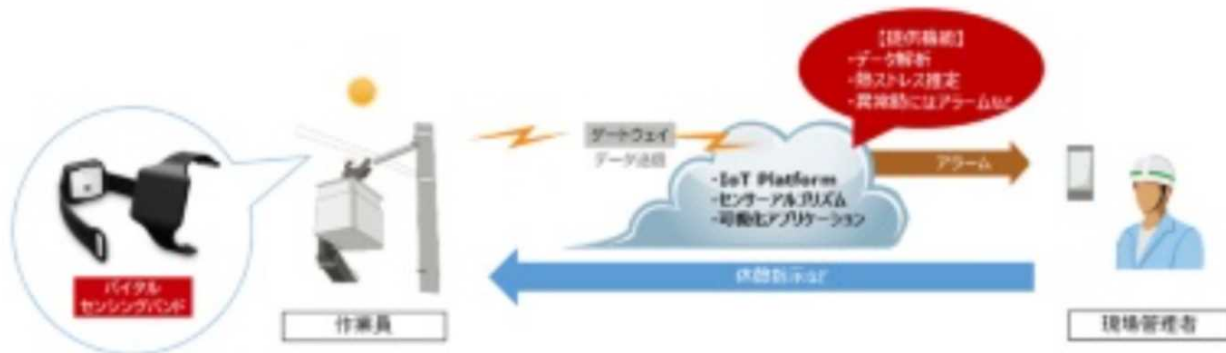 【提供機能】
・データ解析
・熱ストレス推定
・異常時にはアラームなど
ゲートウェイ
データ送信
・IoT Platform
・センサーアルゴリズム
・可視化アプリケーション
アラーム
休憩指示など
バイタル
センシングバンド
作業員
現場管理者